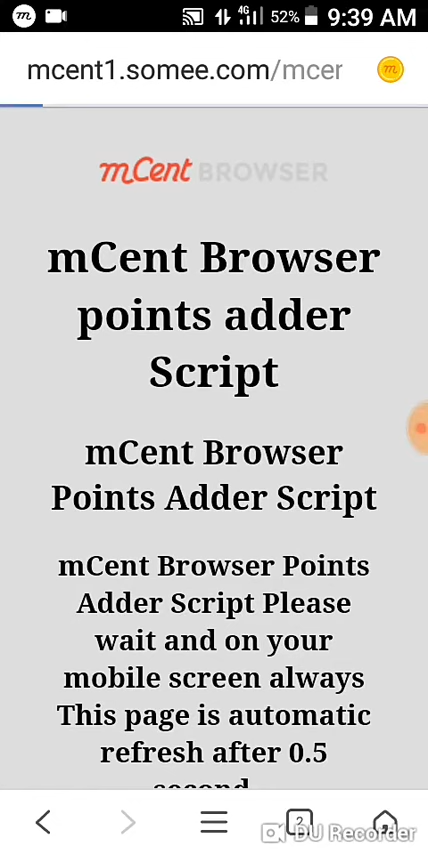 4G 52% 9:39 AM
mcent1.somee.com/mcer
mCent BROWSER
mCent Browser
points adder
Script
mCent Browser
Points Adder Script
mCent Browser Points
Adder Script Please
wait and on your
mobile screen always
This page is automatic
refresh after 0.5
second
2
DU Recorder